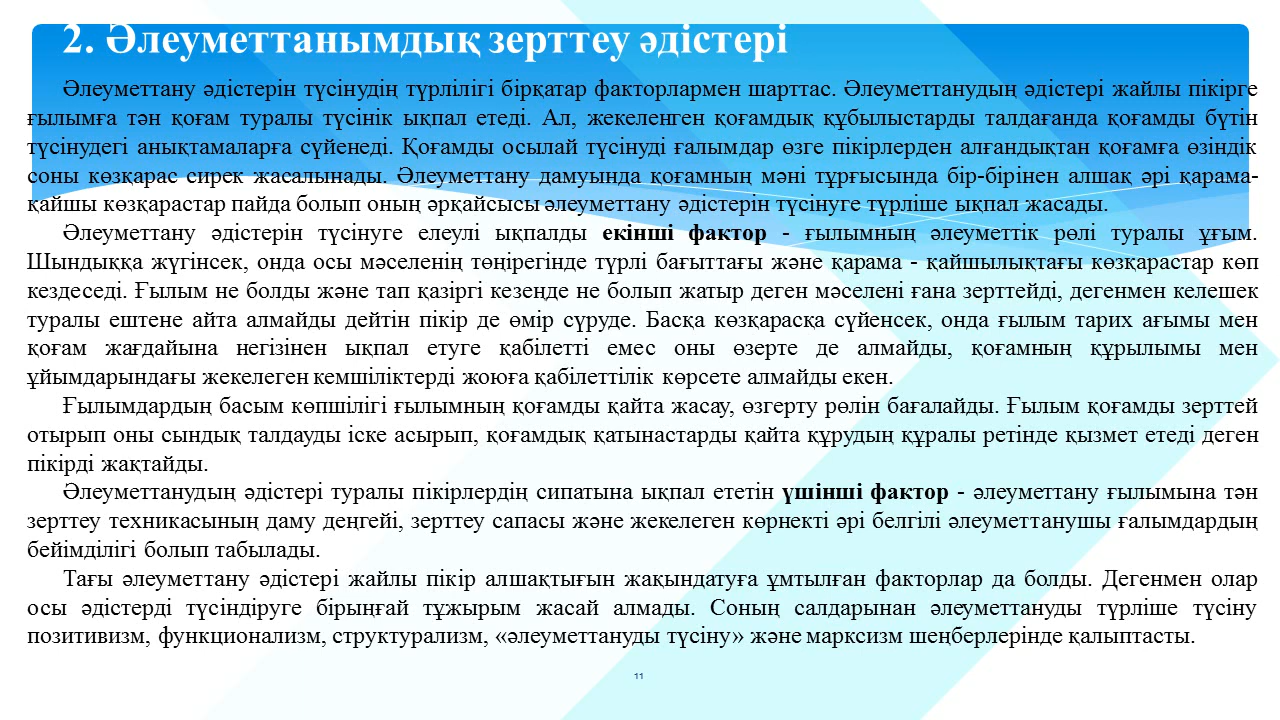 2. Әлеуметтанымдық зерттеу әдістері
Әлеуметтану әдістерін түсінудің түрлілігі бірқатар факторлармен шарттас. Әлеуметтанудың әдістері жайлы пікірге
ғылымға тән қоғам туралы түсінік ықпал етеді. Ал, жекеленген қоғамдық құбылыстарды талдағанда қоғамды бүтін
түсінудегі анықтамаларға сүйенеді. Қоғамды осылай түсінуді ғалымдар өзге пікірлерден алғандықтан қоғамға өзіндік
соны көзқарас сирек жасалынады. Әлеуметтану дамуында қоғамның мәні тұрғысында бір-бірінен алшақ әрі қарама-
қайшы көзқарастар пайда болып оның әрқайсысы әлеуметтану әдістерін түсінуге түрліше ықпал жасады.
Әлеуметтану әдістерін түсінуге елеулі ықпалды екінші фактор - ғылымның әлеуметтік рөлі туралы ұғым.
Шындыққа жүгінсек, онда осы мәселенің төңірегінде түрлі бағыттағы және қарама - қайшылықтағы көзқарастар көп
кездеседі. Ғылым не болды және тап қазіргі кезеңде не болып жатыр деген мәселені ғана зерттейді, дегенмен келешек
туралы ештене айта алмайды дейтін пікір де өмір сүруде. Басқа көзқарасқа сүйенсек, онда ғылым тарих ағымы мен
қоғам жағдайына негізінен ықпал етуге қабілетті емес оны өзерте де алмайды, қоғамның құрылымы мен
ұйымдарындағы жекелеген кемшіліктерді жоюға қабілеттілік көрсете алмайды екен.
Ғылымдардың басым көпшілігі ғылымның қоғамды қайта жасау, өзгерту рөлін бағалайды. Ғылым қоғамды зерттей
отырып оны сындық талдауды іске асырып, қоғамдық қатынастарды қайта құрудың құралы ретінде қызмет етеді деген
пікірді жақтайды.
Әлеуметтанудың әдістері туралы пікірлердің сипатына ықпал ететін үшінші фактор - әлеуметтану ғылымына тән
зерттеу техникасының даму деңгейі, зерттеу сапасы және жекелеген көрнекті әрі белгілі әлеуметтанушы ғалымдардың
бейімділігі болып табылады.
Тағы әлеуметтану әдістері жайлы пікір алшақтығын жақындатуға ұмтылған факторлар да болды. Дегенмен олар
осы әдістерді түсіндіруге бірыңғай тұжырым жасай алмады. Соның салдарынан әлеуметтануды түрліше түсіну
позитивизм, функционализм, структурализм, «әлеуметтануды түсіну» және марксизм шеңберлерінде қалыптасты.
11